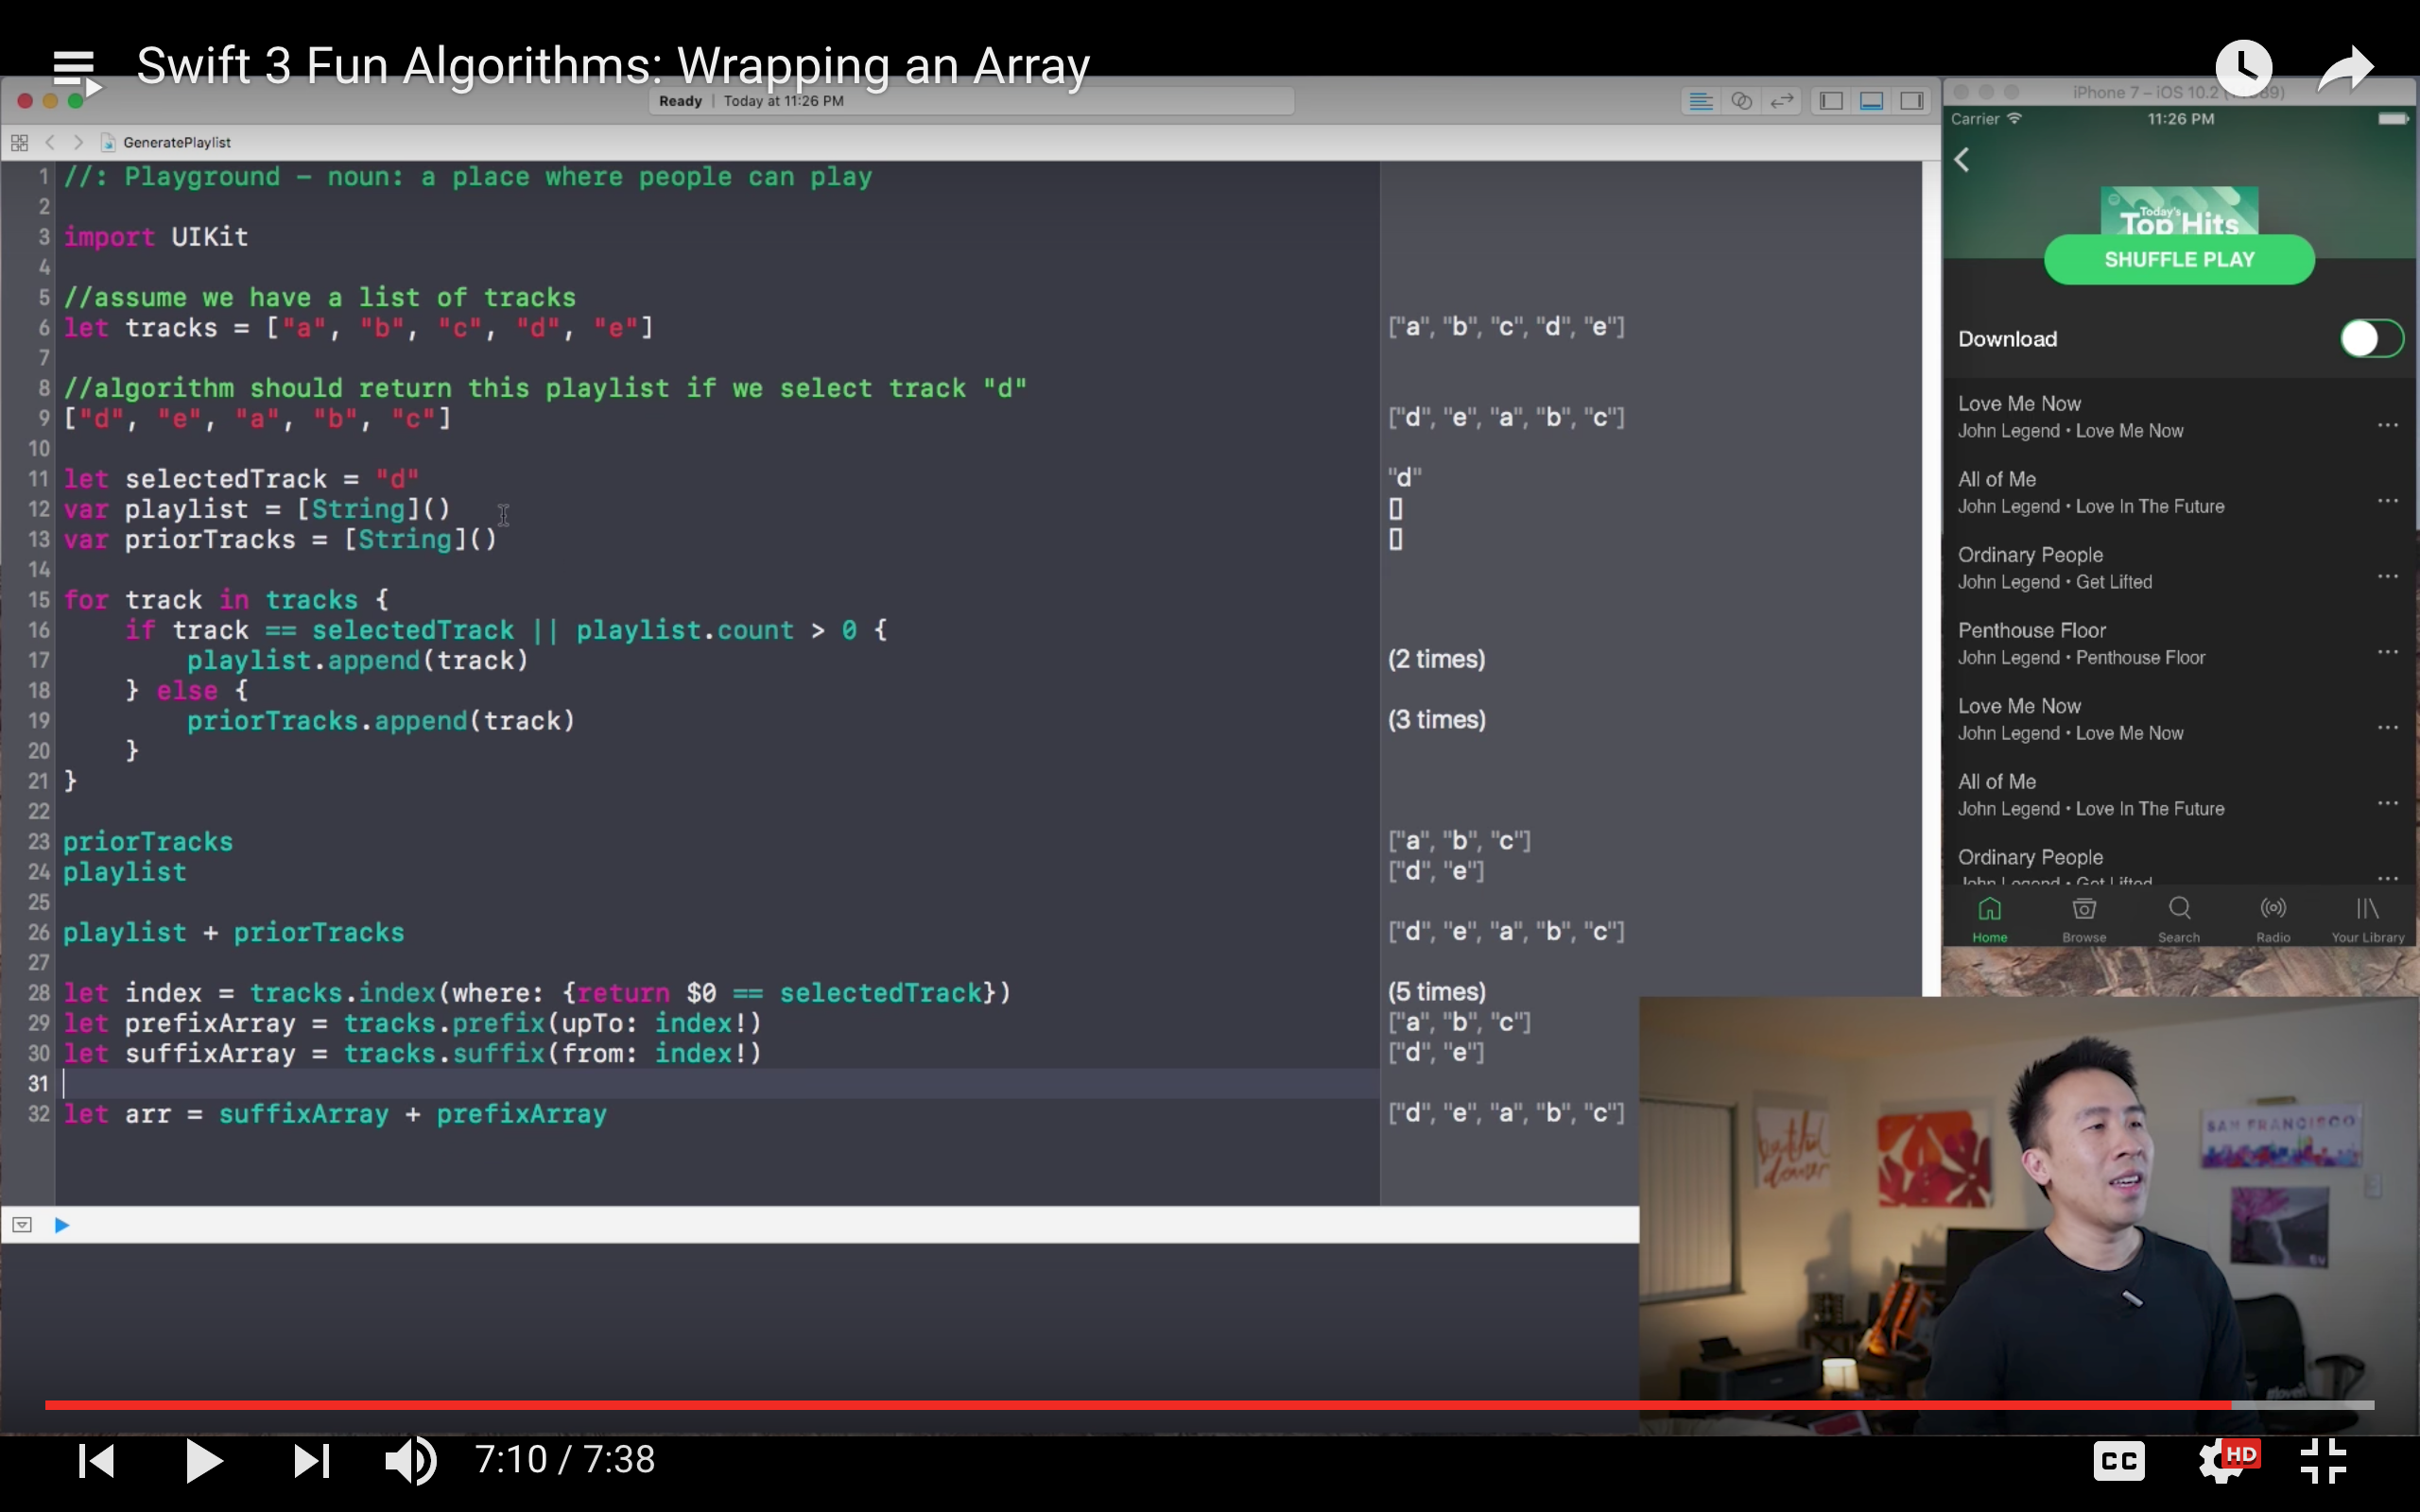 Swift 3 Fun Algorithms: Wrapping an Array
Ready | Today at 11:26 PM
GeneratePlaylist
1 //: Playground – noun: a place where people can play
2
3 import UIKit
4
5 //assume we have a list of tracks
6 let tracks = ["a", "b", "c", "d", "e"]
7
8 //algorithm should return this playlist if we select track "d"
9 ["d", "e", "a", "b", "c"]
10
11 let selectedTrack = "d"
12 var playlist = [String]()
13 var priorTracks = [String]()
14
15 for track in tracks {
16 if track == selectedTrack || playlist.count > 0 {
17 playlist.append(track)
18 } else {
19 priorTracks.append(track)
20 }
21 }
22
23 priorTracks
24 playlist
25
26 playlist + priorTracks
27
28 let index = tracks.index(where: {return $0 == selectedTrack})
29 let prefixArray = tracks.prefix(upTo: index!)
30 let suffixArray = tracks.suffix(from: index!)
31
32 let arr = suffixArray + prefixArray
["a", "b", "c", "d", "e"]
["d", "e", "a", "b", "c"]
"d"
[]
[]
(2 times)
(3 times)
["a", "b", "c"]
["d", "e"]
["d", "e", "a", "b", "c"]
(5 times)
["a", "b", "c"]
["d", "e"]
["d", "e", "a", "b", "c"]
iPhone 7 – iOS 10.2
Carrier 11:26 PM
Today's
Top Hits
SHUFFLE PLAY
Download
Love Me Now
John Legend • Love Me Now
All of Me
John Legend • Love In The Future
Ordinary People
John Legend • Get Lifted
Penthouse Floor
John Legend • Penthouse Floor
Love Me Now
John Legend • Love Me Now
All of Me
John Legend • Love In The Future
Ordinary People
John Legend • Get Lifted
Home Browse Search Radio Your Library
SAN FRANCISCO
7:10 / 7:38
CC HD